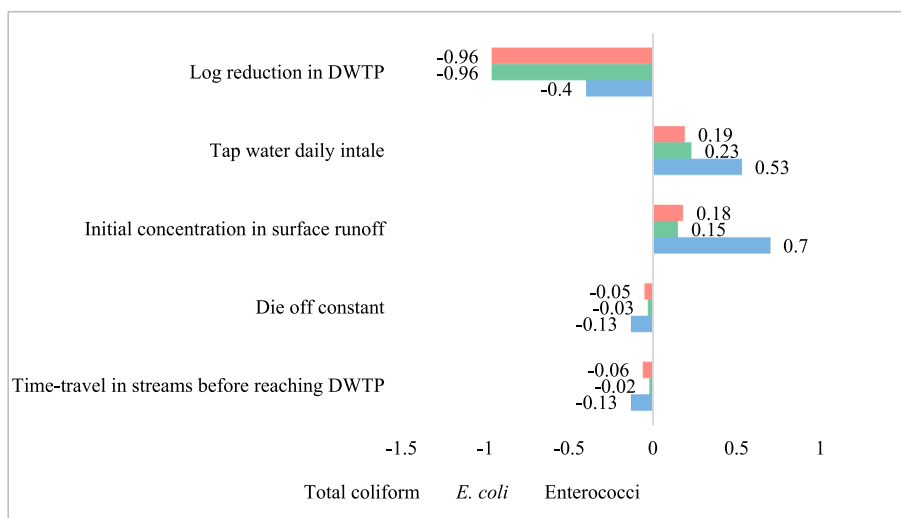 -0.96
Log reduction in DWTP
-0.96
-0.4
0.19
Tap water daily intale
0.23
0.53
0.18
Initial concentration in surface runoff
0.15
0.7
-0.05
Die off constant
-0.03
-0.13
-0.06
Time-travel in streams before reaching DWTP
-0.02
-0.13
-1.5 -1 -0.5 0 0.5 1
Total coliform E. coli Enterococci